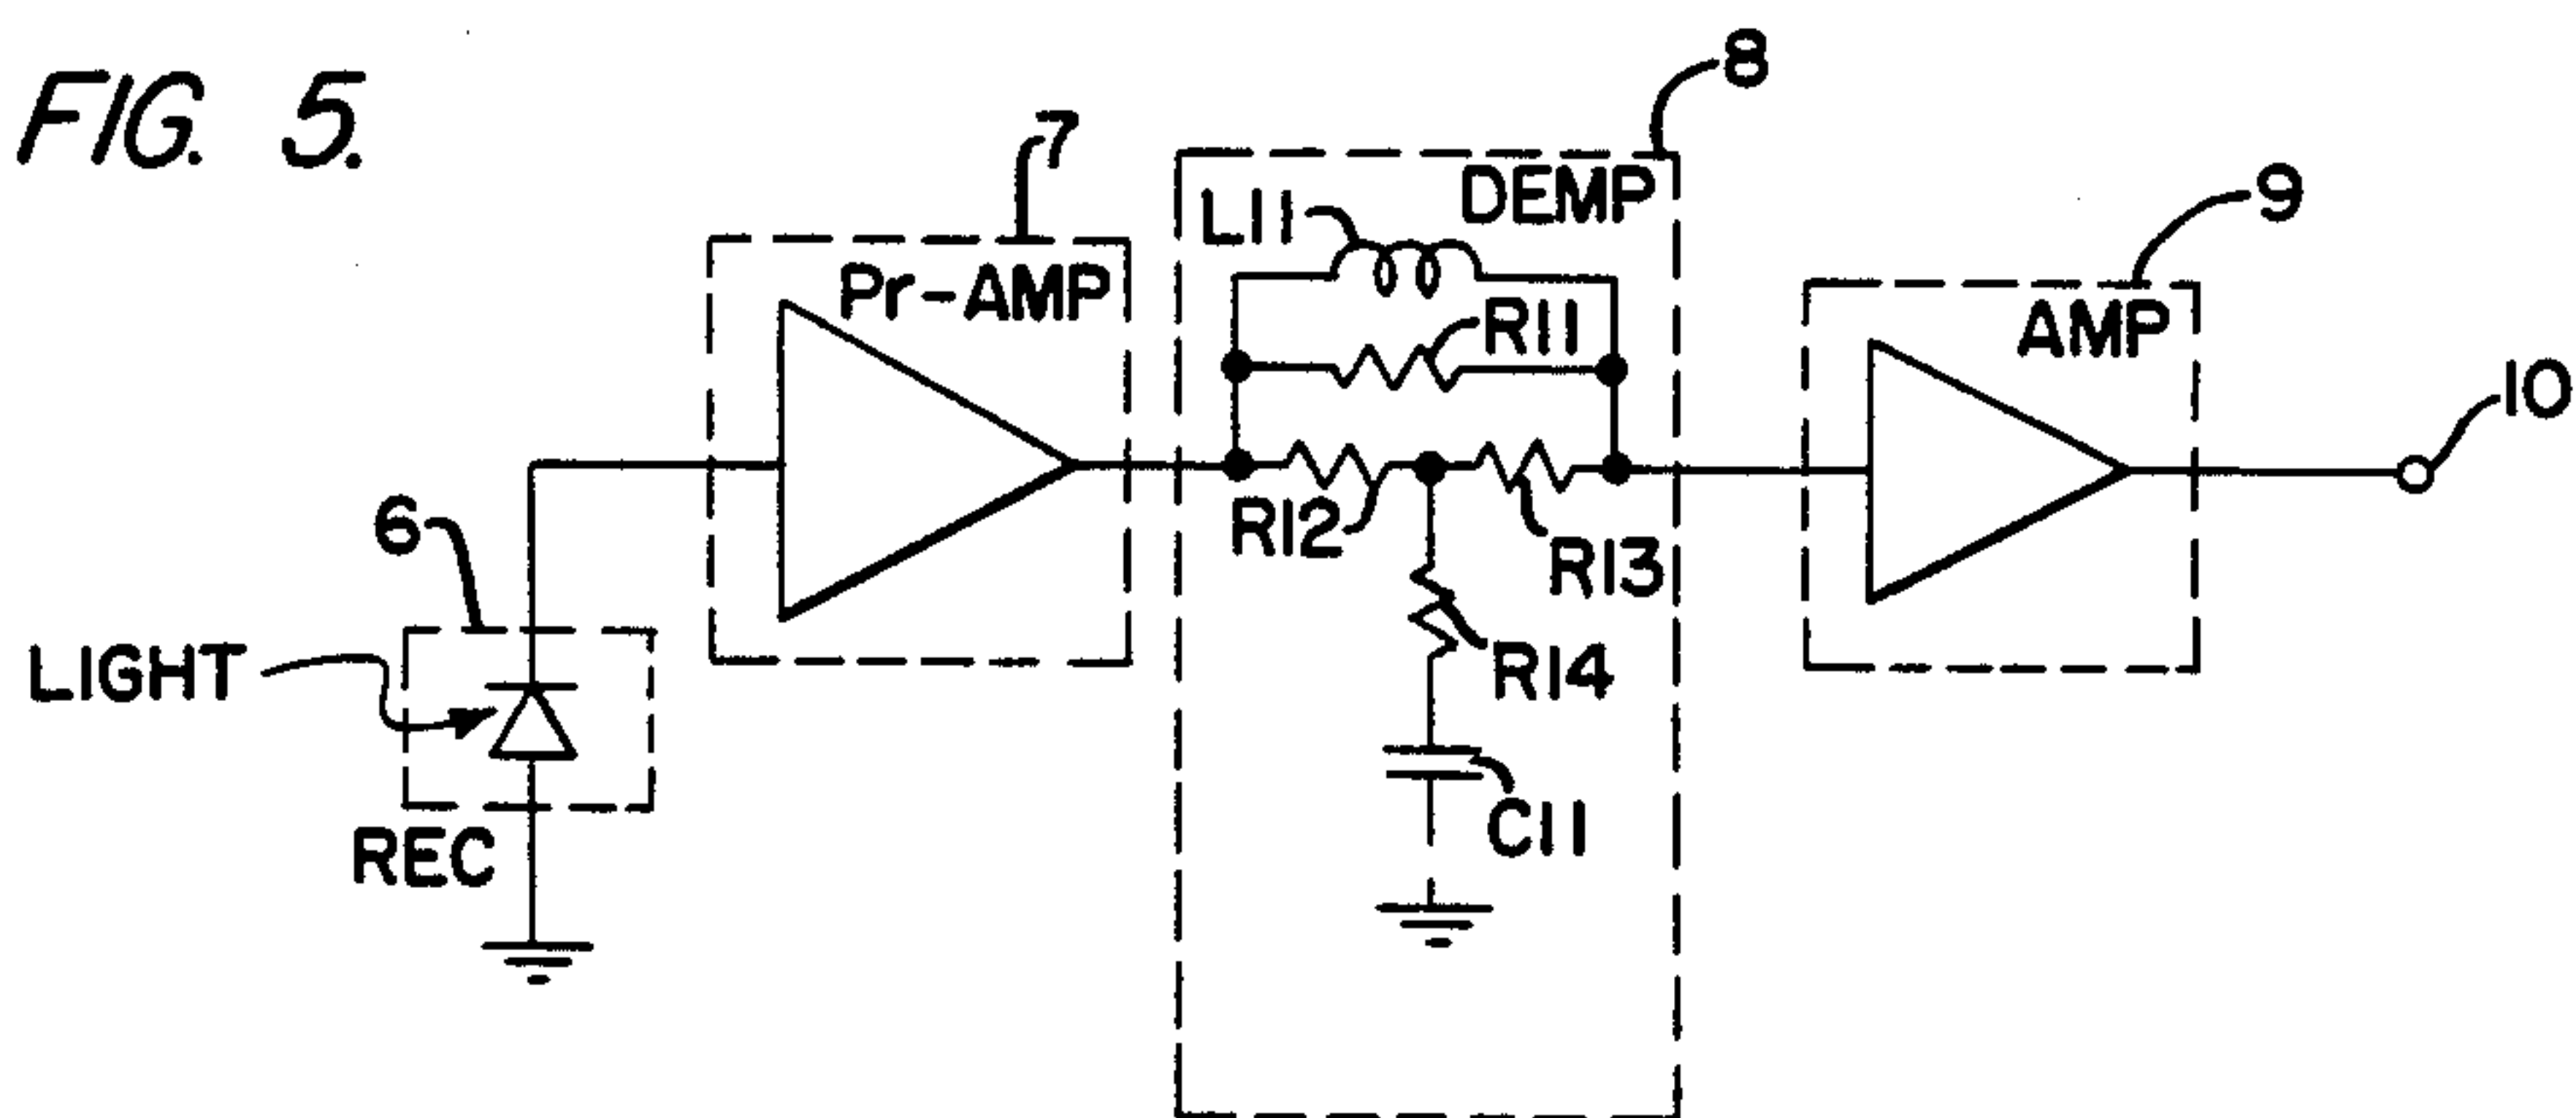 FIG. 5.
8
7
DEMP
9
L11
Pr-AMP
R11
AMP
10
6
R12
R13
LIGHT
R14
C11
REC